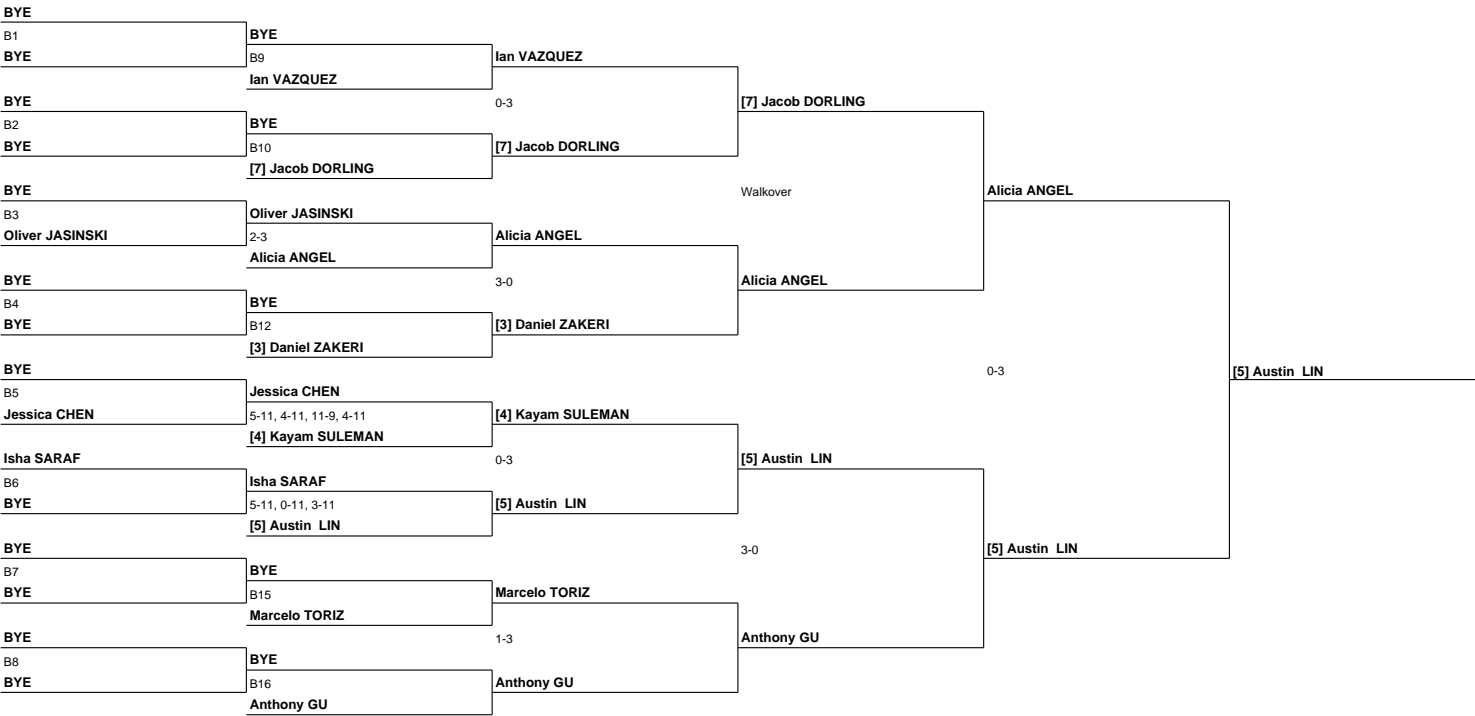 BYE
B1
BYE
BYE
B9
Ian VAZQUEZ
Ian VAZQUEZ
BYE
0-3
[7] Jacob DORLING
B2
BYE
BYE
B10
[7] Jacob DORLING
[7] Jacob DORLING
BYE
Walkover
Alicia ANGEL
B3
Oliver JASINSKI
Oliver JASINSKI
2-3
Alicia ANGEL
Alicia ANGEL
BYE
3-0
Alicia ANGEL
B4
BYE
BYE
B12
[3] Daniel ZAKERI
[3] Daniel ZAKERI
BYE
0-3
[5] Austin LIN
B5
Jessica CHEN
Jessica CHEN
5-11, 4-11, 11-9, 4-11
[4] Kayam SULEMAN
[4] Kayam SULEMAN
Isha SARAF
0-3
[5] Austin LIN
B6
Isha SARAF
BYE
5-11, 0-11, 3-11
[5] Austin LIN
[5] Austin LIN
BYE
3-0
[5] Austin LIN
B7
BYE
BYE
B15
Marcelo TORIZ
Marcelo TORIZ
BYE
1-3
Anthony GU
B8
BYE
BYE
B16
Anthony GU
Anthony GU